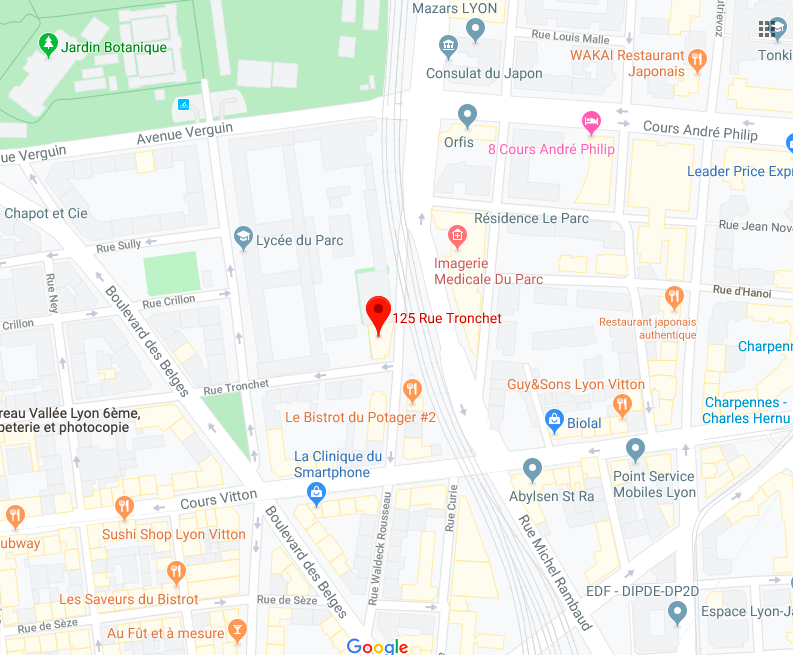 Mazars LYON
Rue Louis Malle
Jardin Botanique
WAKAI Restaurant
Japonais
Tonki
Consulat du Japon
Avenue Verguin
Cours André Philip
Orfis
8 Cours André Philip
ue Verguin
Leader Price Expr
Chapot et Cie
Résidence Le Parc
Rue Jean Nove
Rue Sully
Lycée du Parc
Imagerie
Medicale Du Parc
Rue Ney
Rue d'Hanoi
Rue Crillon
Crillon
Boulevard des Belges
125 Rue Tronchet
Restaurant japonais
authentique
Charpenn
Rue Tronchet
Guy&Sons Lyon Vitton
reau Vallée Lyon 6ème,
peterie et photocopie
Le Bistrot du Potager #2
Biolal
Charpennes -
Charles Hernu
La Clinique du
Smartphone
Point Service
Mobiles Lyon
Cours Vitton
Abylsen St Ra
Rue Curie
Rue Waldeck Rousseau
Sushi Shop Lyon Vitton
ubway
Boulevard des Belges
Rue Michel Rambaud
EDF - DIPDE-DP2D
Les Saveurs du Bistrot
Rue de Sèze
Espace Lyon-Ja
Rue de Sèze
Au Fût et à mesure
Google